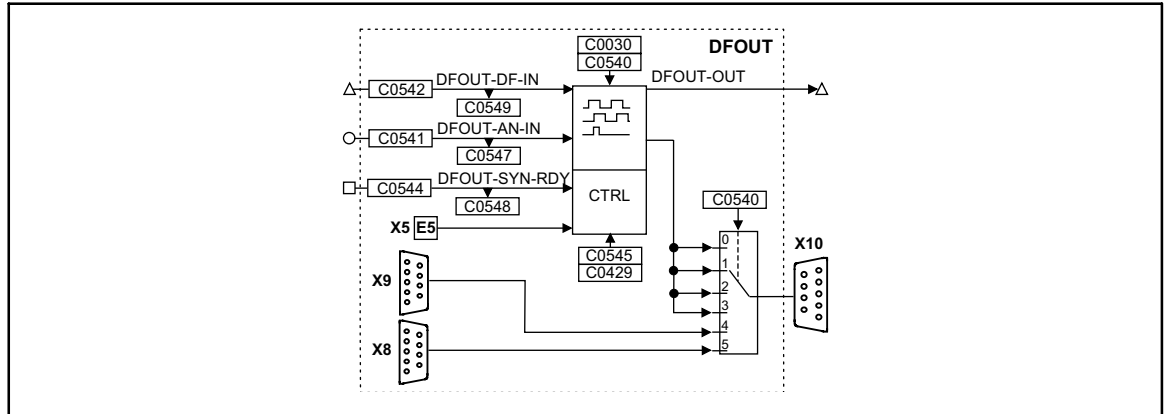 C0030
DFOUT
C0540
DFOUT-DF-IN
DFOUT-OUT
C0542
C0549
DFOUT-AN-IN
C0541
C0547
DFOUT-SYN-RDY
C0544
C0548
CTRL
C0540
X5 E5
C0545
C0429
X9
X8
0
1
2
3
4
5
X10